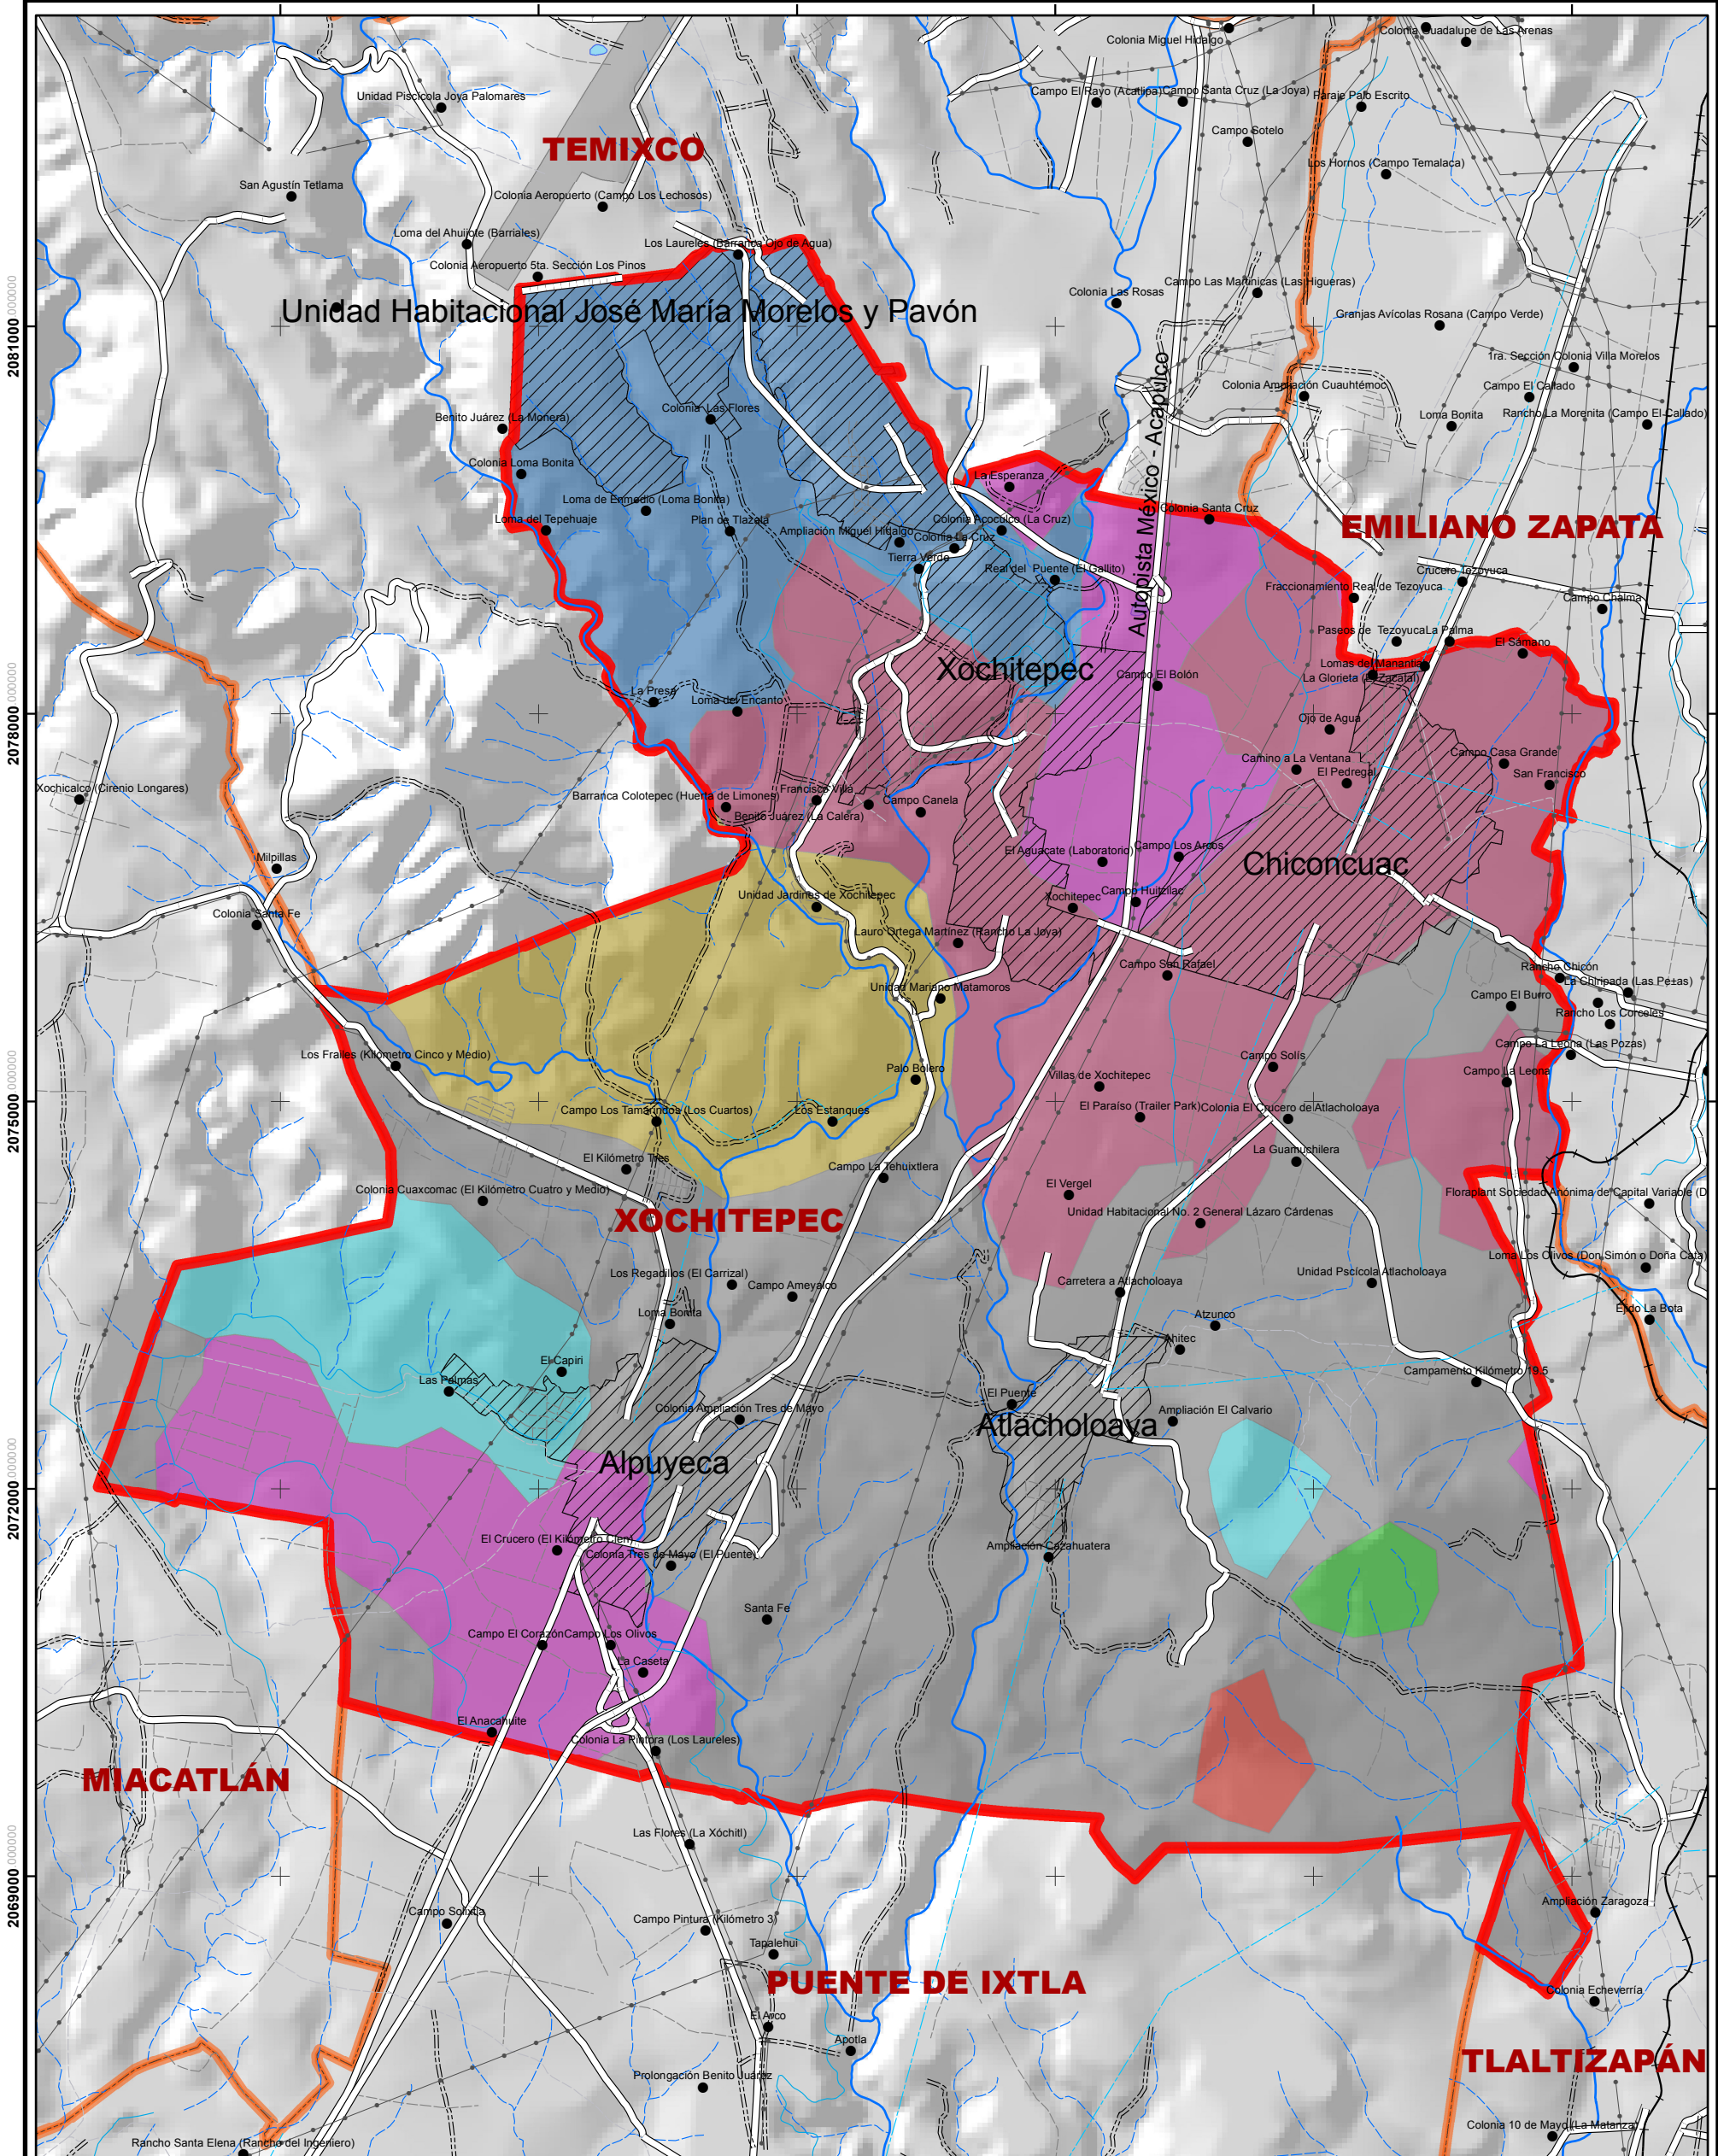 Colonia Guadalupe de Las Arenas
Colonia Miguel Hidalgo
Unidad Piscícola Joya Palomares
Campo El Rayo (Acatlipa)
Campo Santa Cruz (La Joya)
Paraje Palo Escrito
Campo Sotelo
TEMIXCO
Los Hornos (Campo Temalaca)
San Agustín Tetlama
Colonia Aeropuerto (Campo Los Lechosos)
Loma del Ahuijote (Barriales)
Los Laureles (Barranca Ojo de Agua)
Colonia Aeropuerto 5ta. Sección Los Pinos
Campo Las Martinicas (Las Higueras)
Colonia Las Rosas
Unidad Habitacional José María Morelos y Pavón
Granjas Avícolas Rosana (Campo Verde)
2081000.000000
1ra. Sección Colonia Villa Morelos
Colonia Ampliación Cuauhtémoc
Campo El Callado
Colonia Las Flores
Benito Juárez (La Monera)
Loma Bonita
Rancho La Morenita (Campo El Callado)
Autopista México - Acapulco
Colonia Loma Bonita
La Esperanza
Loma de Enmedio (Loma Bonita)
Colonia Santa Cruz
Loma del Tepehuaje
Plan de Tlazala
Colonia Acoculco (La Cruz)
EMILIANO ZAPATA
Ampliación Miguel Hidalgo
Colonia La Cruz
Tierra Verde
Real del Puente (El Gallito)
Crucero Tezoyuca
Fraccionamiento Real de Tezoyuca
Campo Chalma
Paseos de Tezoyuca
La Palma
El Sámano
Xochitepec
Lomas del Manantial
Campo El Bolón
La Glorieta (El Zacatal)
La Presa
Loma del Encanto
2078000.000000
Ojo de Agua
Camino a La Ventana
Campo Casa Grande
El Pedregal
San Francisco
Xochicalco (Cirenio Longares)
Francisco Villa
Barranca Colotepec (Huerta de Limones)
Campo Canela
Benito Juárez (La Calera)
Milpillas
El Aguacate (Laboratorio)
Campo Los Arcos
Chiconcuac
Unidad Jardines de Xochitepec
Xochitepec
Campo Huitzilac
Colonia Santa Fe
Lauro Ortega Martínez (Rancho La Joya)
Campo San Rafael
Rancho Chicón
La Chiripada (Las Pe±as)
Unidad Mariano Matamoros
Campo El Burro
Rancho Los Corceles
Los Frailes (Kilómetro Cinco y Medio)
Campo La Leona (Las Pozas)
Campo Solís
Palo Bolero
Villas de Xochitepec
Campo La Leona
2075000.000000
Campo Los Tamarindos (Los Cuartos)
Los Estanques
El Paraíso (Trailer Park)
Colonia El Crucero de Atlacholoaya
El Kilómetro Tres
Campo La Tehuixtlera
La Guamuchilera
Colonia Cuaxcomac (El Kilómetro Cuatro y Medio)
El Vergel
Floraplant Sociedad Anónima de Capital Variable (D
XOCHITEPEC
Unidad Habitacional No. 2 General Lázaro Cárdenas
Loma Los Olivos (Don Simón o Doña Cata)
Los Regadillos (El Carrizal)
Campo Ameyalco
Carretera a Atlacholoaya
Unidad Pscícola Atlacholoaya
Loma Bonita
Atzunco
Ejido La Bota
Ahitec
El Capiri
Las Palmas
Campamento Kilómetro 19.5
El Puente
Colonia Ampliación Tres de Mayo
Ampliación El Calvario
Atlacholoaya
Alpuyeca
2072000.000000
El Crucero (El Kilómetro Cien)
Colonia Tres de Mayo (El Puente)
Ampliación Cazahuatera
Santa Fe
Campo El Corazón
Campo Los Olivos
La Caseta
El Anacahuite
Colonia La Pintora (Los Laureles)
MIACATLÁN
Las Flores (La Xóchitl)
2069000.000000
Ampliación Zaragoza
Campo Solixtla
Campo Pintura (Kilómetro 3)
Tapalehui
PUENTE DE IXTLA
Colonia Echeverría
El Arco
Apotla
TLALTIZAPÁN
Prolongación Benito Juárez
Colonia 10 de Mayo (La Matanza)
Rancho Santa Elena (Rancho del Ingeniero)